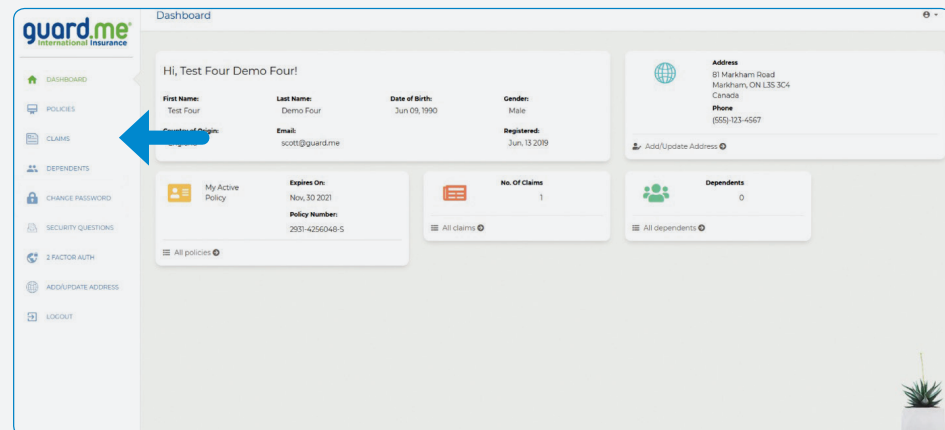 guard.me®
International Insurance
DASHBOARD
POLICIES
CLAIMS
DEPENDENTS
CHANGE PASSWORD
SECURITY QUESTIONS
2 FACTOR AUTH
ADD/UPDATE ADDRESS
LOGOUT
Dashboard
Hi, Test Four Demo Four!
First Name:
Test Four
Last Name:
Demo Four
Date of Birth:
Jun 09, 1990
Gender:
Male
Email:
scott@guard.me
Registered:
Jun, 13 2019
Address
81 Markham Road
Markham, ON L3S 3C4
Canada
Phone
(555)-123-4567
Add/Update Address
My Active
Policy
Expires On:
Nov, 30 2021
Policy Number:
2931-4256048-S
All policies
No. Of Claims
1
All claims
Dependents
0
All dependents